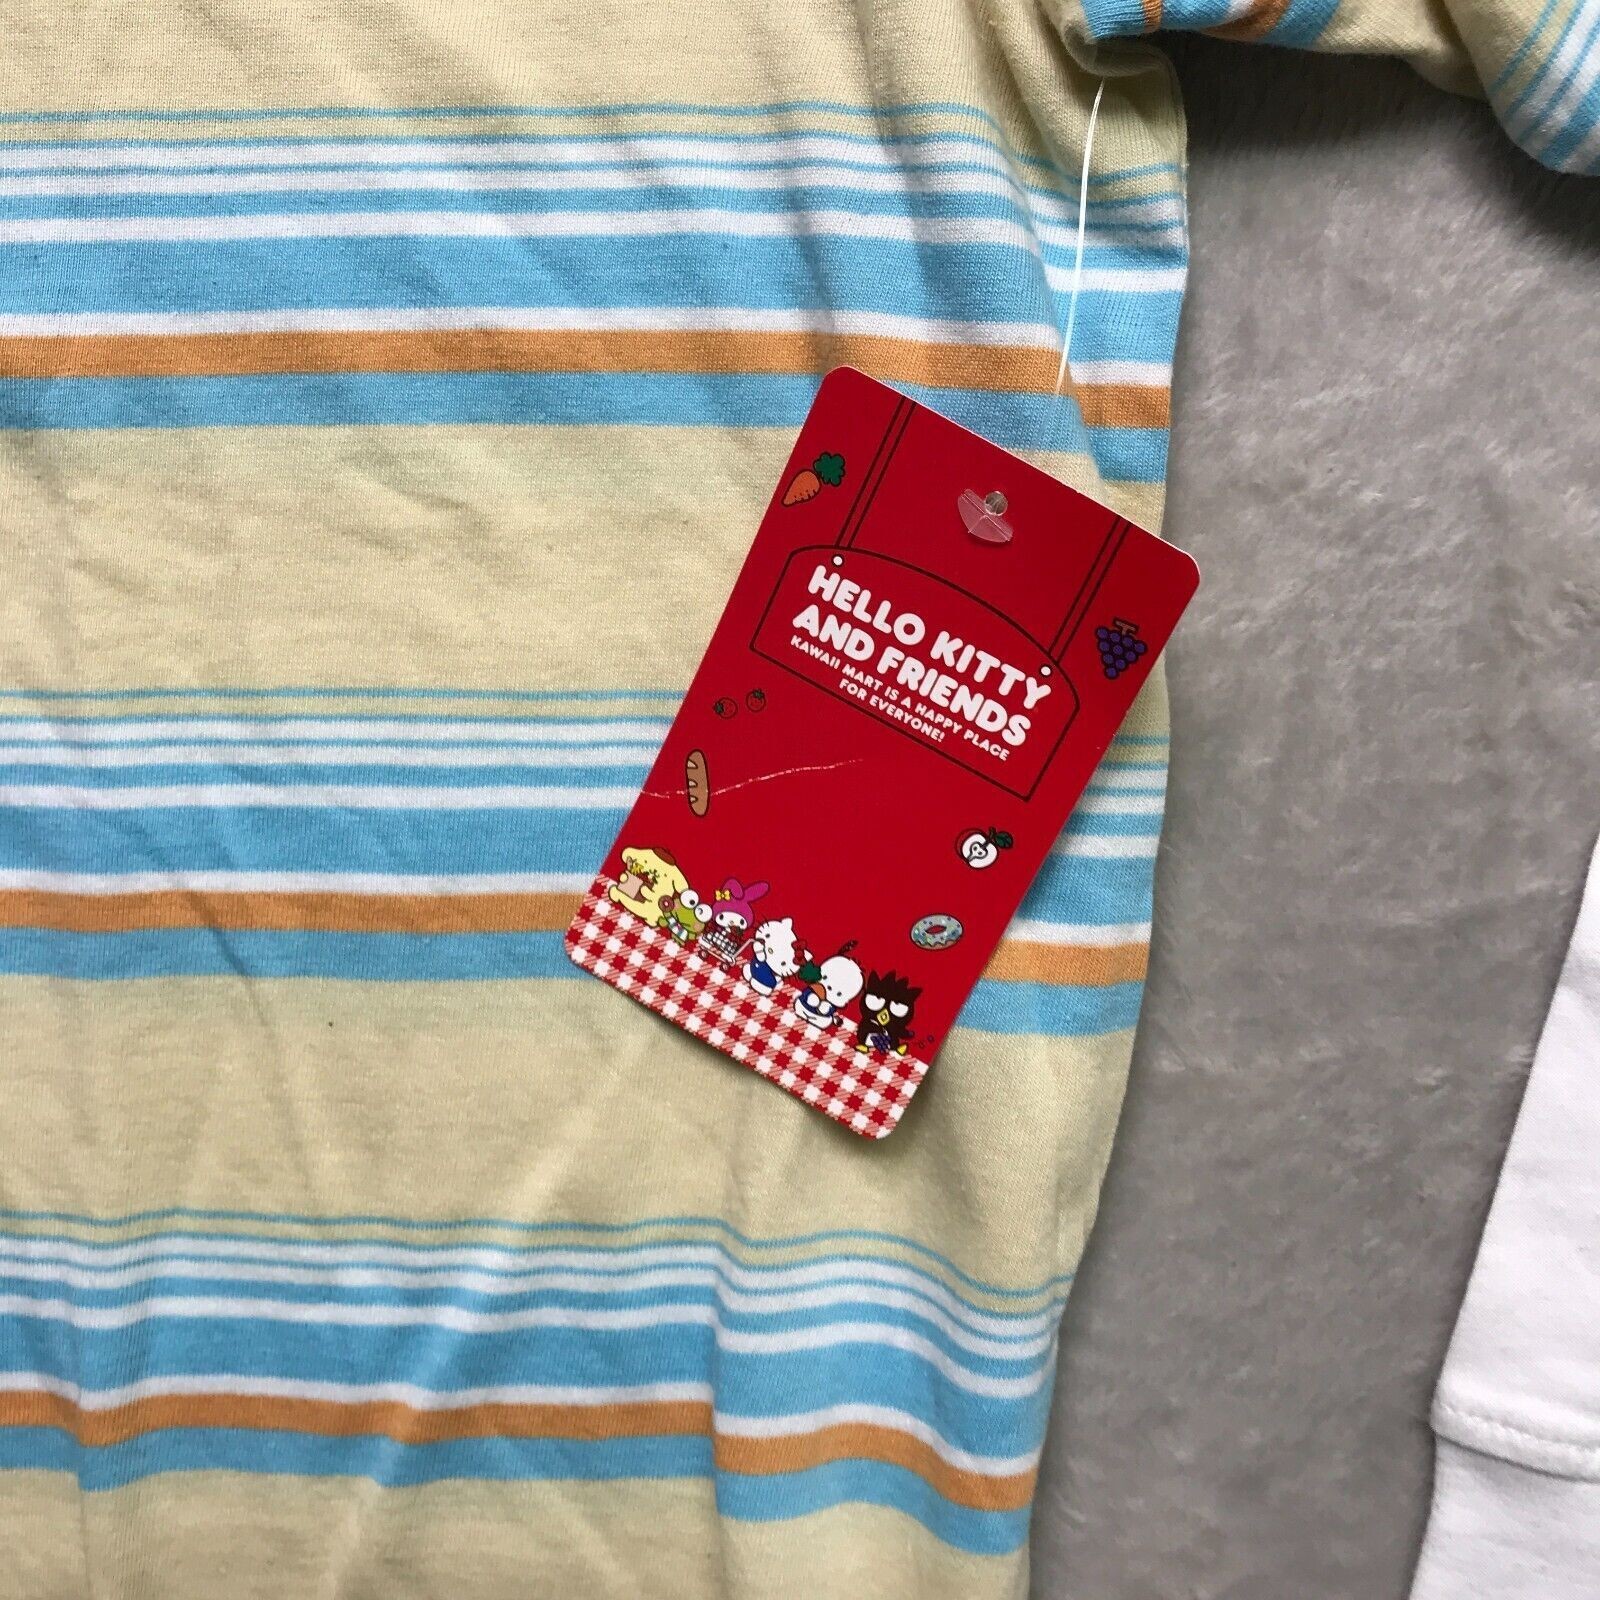 HELLO KITTY
AND FRIENDS
KAWAII MART IS A HAPPY PLACE
FOR EVERYONE!